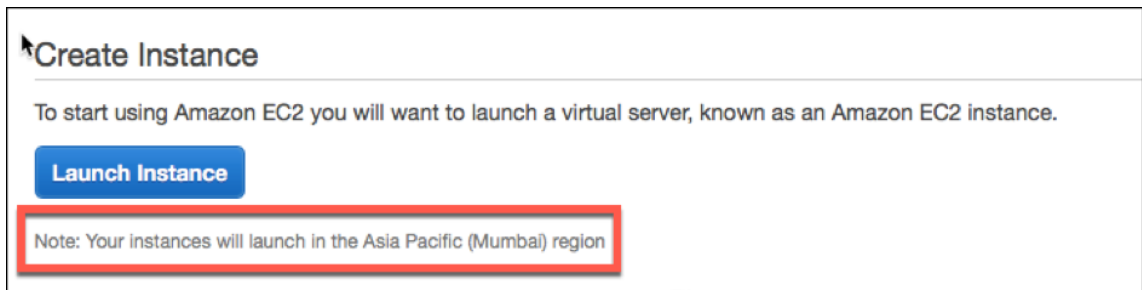 Create Instance
To start using Amazon EC2 you will want to launch a virtual server, known as an Amazon EC2 instance.
Launch Instance
Note: Your instances will launch in the Asia Pacific (Mumbai) region